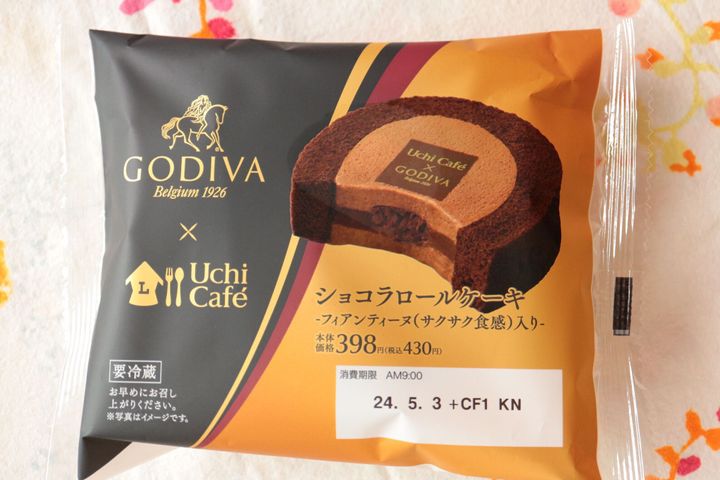 GODIVA
Belgium 1926
×
L
Uchi
Café
Uchi Café
×
GODIVA
Belgium 1926
ショコラロールケーキ
-フィアンティーヌ(サクサク食感)入り-
本体
価格398円(税込430円)
消費期限 AM9:00
24. 5. 3 +CF1 KN
要冷蔵
お早めにお召し
上がりください。
※写真はイメージです。